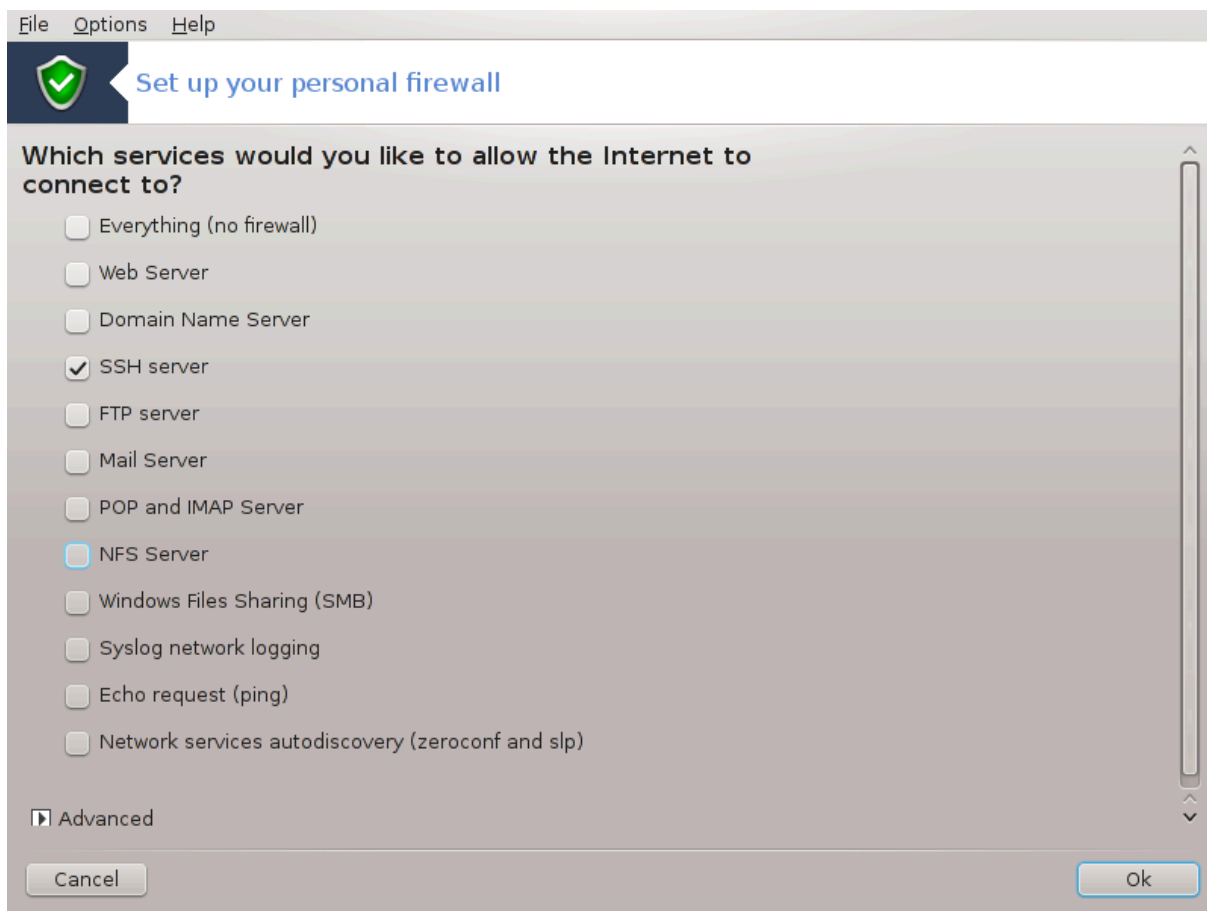 File Options Help
Set up your personal firewall
Which services would you like to allow the Internet to
connect to?
Everything (no firewall)
Web Server
Domain Name Server
SSH server
FTP server
Mail Server
POP and IMAP Server
NFS Server
Windows Files Sharing (SMB)
Syslog network logging
Echo request (ping)
Network services autodiscovery (zeroconf and slp)
Advanced
Cancel Ok